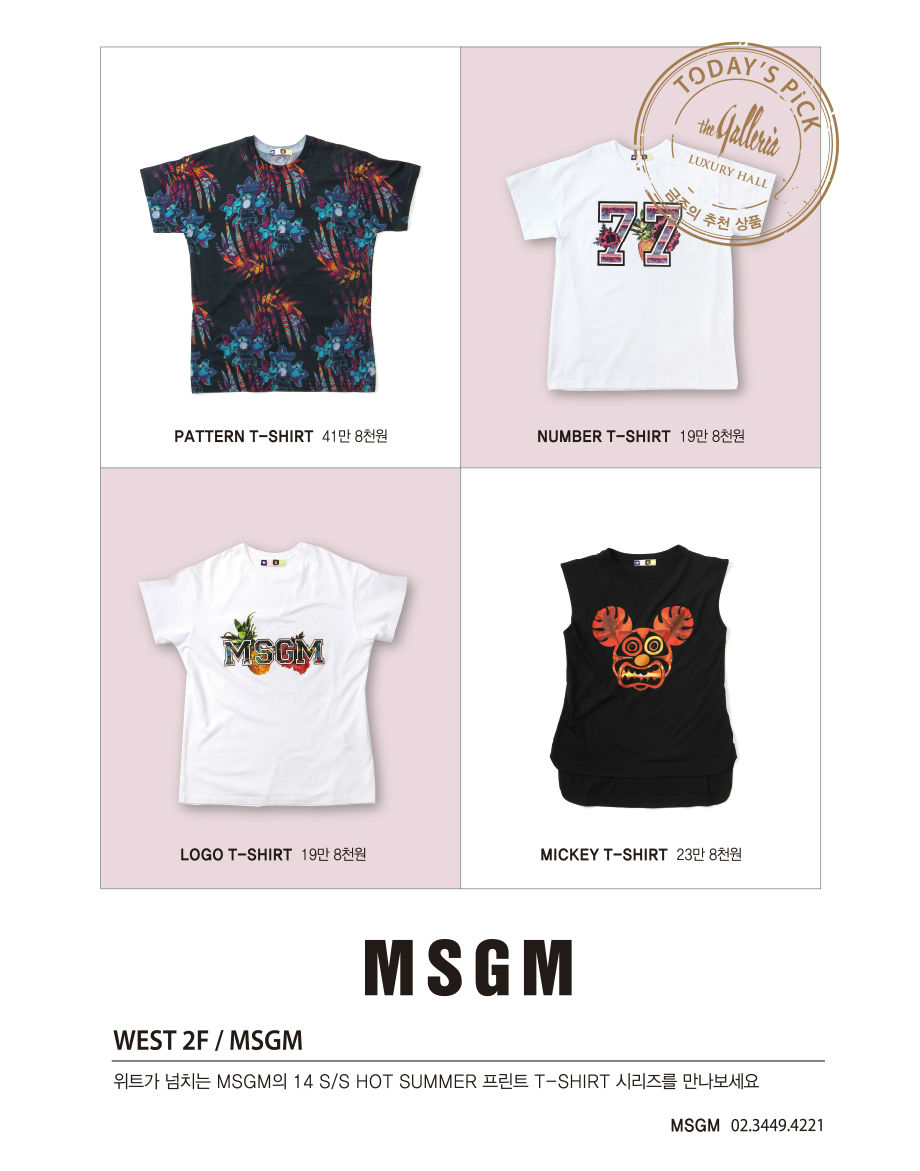 TODAY'S PiCK
the Galleria
LUXURY HALL
추천 상품
77
PATTERN T-SHIRT 41만 8천원
NUMBER T-SHIRT 19만 8천원
MSGM
LOGO T-SHIRT 19만 8천원
MICKEY T-SHIRT 23만 8천원
MSGM
WEST 2F / MSGM
위트가 넘치는 MSGM의 14 S/S HOT SUMMER 프린트 T-SHIRT 시리즈를 만나보세요
MSGM 02.3449.4221